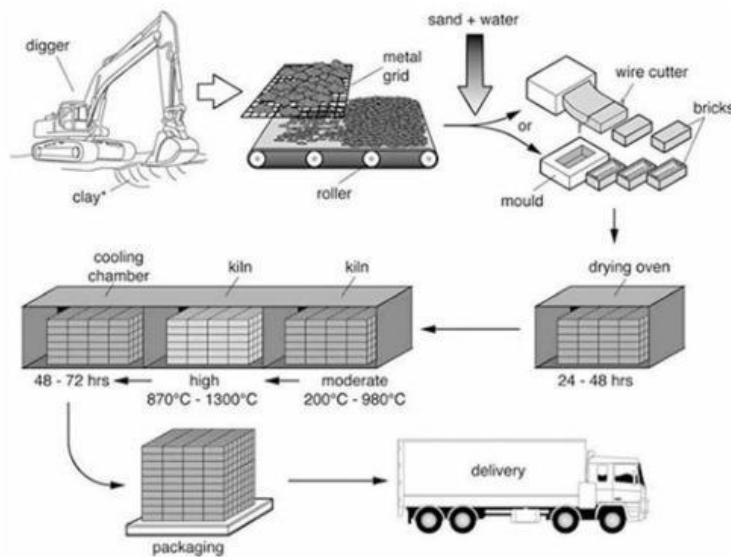 digger
clay*
metal
grid
roller
sand + water
or
wire cutter
bricks
mould
drying oven
24 - 48 hrs
kiln
moderate
200°C - 980°C
kiln
high
870°C - 1300°C
cooling
chamber
48 - 72 hrs
packaging
delivery